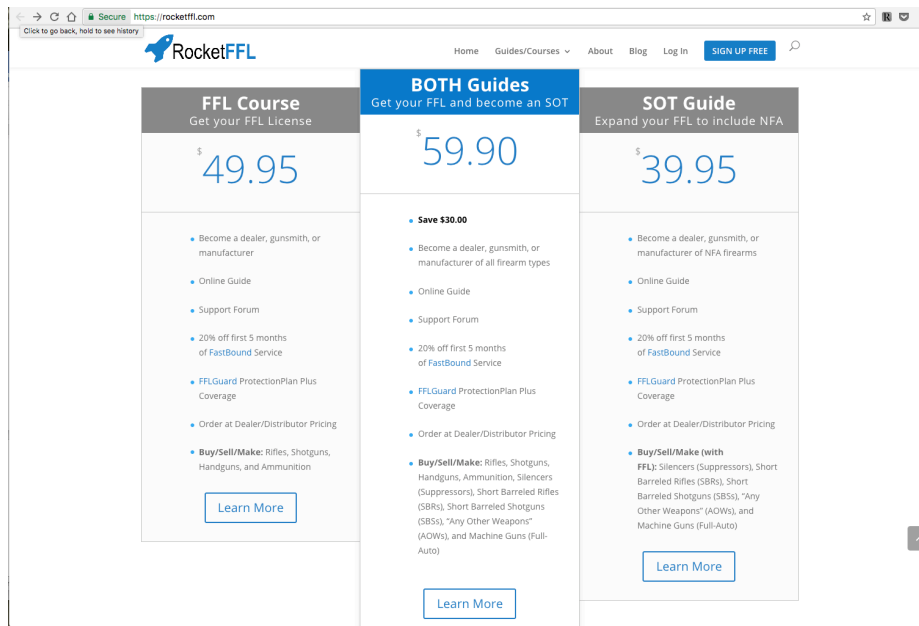 Secure https://rocketffl.com
Click to go back, hold to see history
RocketFFL
Home Guides/Courses About Blog Log In SIGN UP FREE
FFL Course
Get your FFL License
$49.95
Become a dealer, gunsmith, or
manufacturer
Online Guide
Support Forum
20% off first 5 months
of FastBound Service
FFLGuard ProtectionPlan Plus
Coverage
Order at Dealer/Distributor Pricing
Buy/Sell/Make: Rifles, Shotguns,
Handguns, and Ammunition
Learn More
BOTH Guides
Get your FFL and become an SOT
$59.90
Save $30.00
Become a dealer, gunsmith, or
manufacturer of all firearm types
Online Guide
Support Forum
20% off first 5 months
of FastBound Service
FFLGuard ProtectionPlan Plus
Coverage
Order at Dealer/Distributor Pricing
Buy/Sell/Make: Rifles, Shotguns,
Handguns, Ammunition, Silencers
(Suppressors), Short Barreled Rifles
(SBRs), Short Barreled Shotguns
(SBSs), "Any Other Weapons"
(AOWs), and Machine Guns (Full-
Auto)
Learn More
SOT Guide
Expand your FFL to include NFA
$39.95
Become a dealer, gunsmith, or
manufacturer of NFA firearms
Online Guide
Support Forum
20% off first 5 months
of FastBound Service
FFLGuard ProtectionPlan Plus
Coverage
Order at Dealer/Distributor Pricing
Buy/Sell/Make (with
FFL): Silencers (Suppressors), Short
Barreled Rifles (SBRs), Short
Barreled Shotguns (SBSs), "Any
Other Weapons" (AOWs), and
Machine Guns (Full-Auto)
Learn More